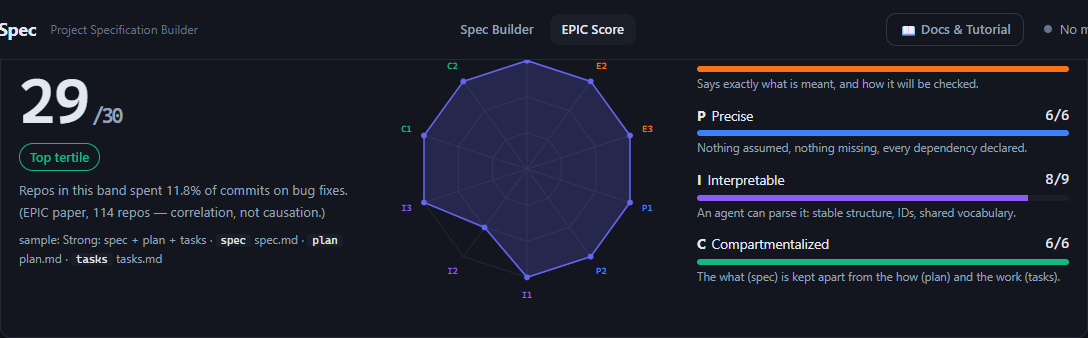 Spec Project Specification Builder Spec Builder EPIC Score Docs & Tutorial No
29/30
Top tertile
Repos in this band spent 11.8% of commits on bug fixes.
(EPIC paper, 114 repos — correlation, not causation.)
sample: Strong: spec + plan + tasks · spec spec.md · plan
plan.md · tasks tasks.md
C2
E2
C1
E3
I3
P1
I2
P2
I1
Says exactly what is meant, and how it will be checked.
P Precise 6/6
Nothing assumed, nothing missing, every dependency declared.
I Interpretable 8/9
An agent can parse it: stable structure, IDs, shared vocabulary.
C Compartmentalized 6/6
The what (spec) is kept apart from the how (plan) and the work (tasks).